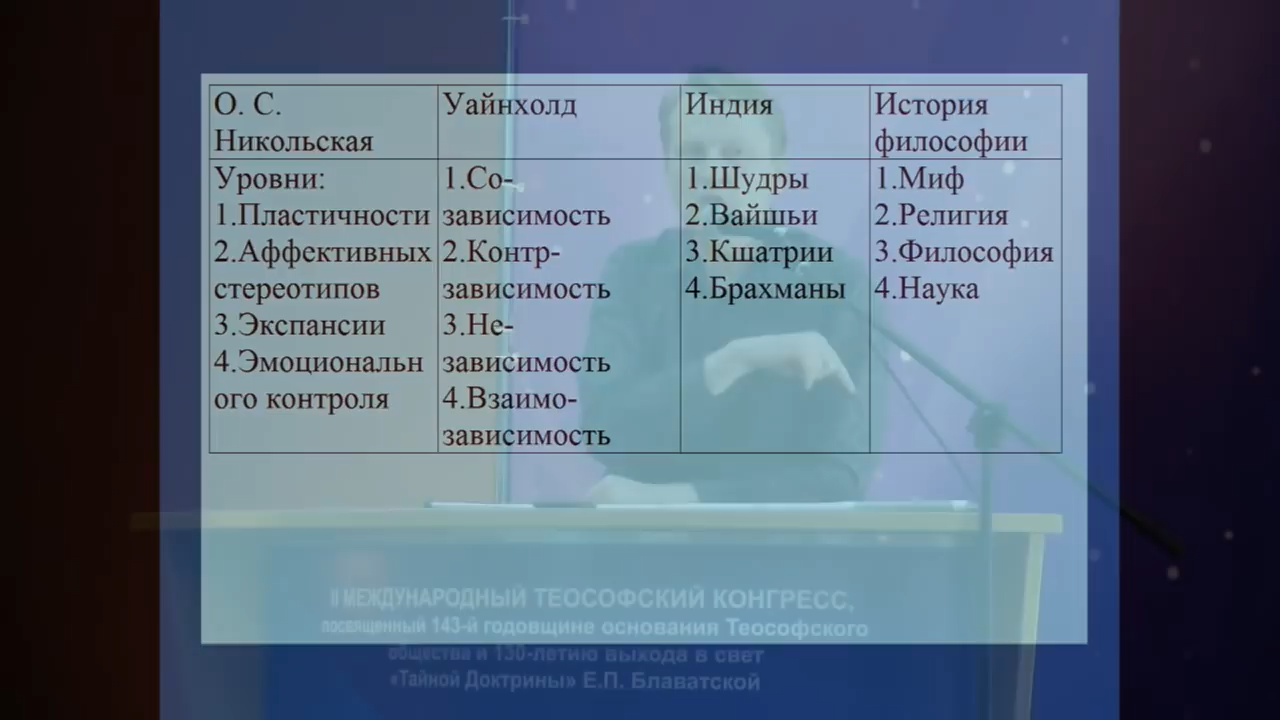 О. С.
Никольская
Уайнхолд
Индия
История
философии
Уровни:
1.Пластичности
2.Аффективных
стереотипов
3.Экспансии
4.Эмоциональн
ого контроля
1.Со-
зависимость
2.Контр-
зависимость
3.Не-
зависимость
4.Взаимо-
зависимость
1.Шудры
2.Вайшьи
3.Кшатрии
4.Брахманы
1.Миф
2.Религия
3.Философия
4.Наука
II МЕЖДУНАРОДНЫЙ ТЕОСОФСКИЙ КОНГРЕСС,
посвященный 143-й годовщине основания Теософского
общества и 130-летию выхода в свет
«Тайной Доктрины» Е.П. Блаватской